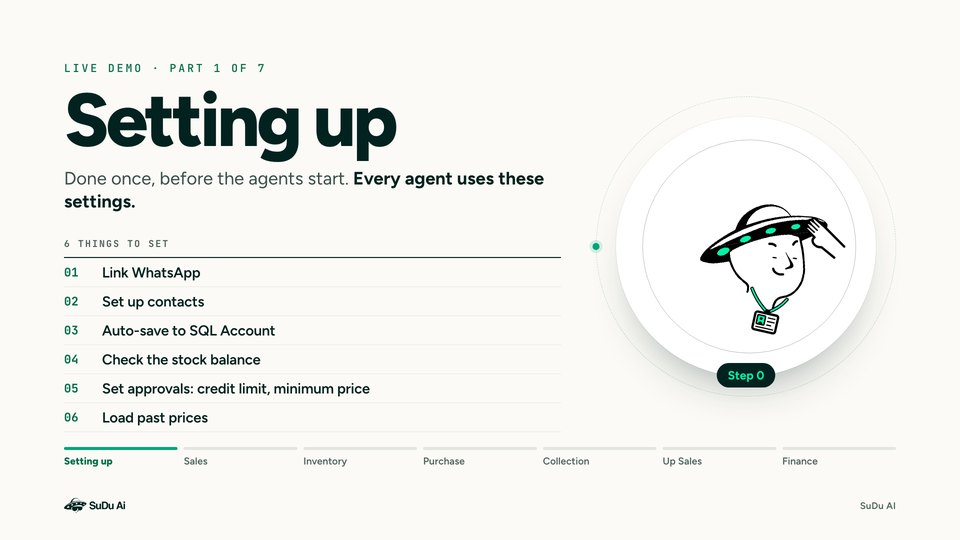 LIVE DEMO · PART 1 OF 7
Setting up
Done once, before the agents start. Every agent uses these
settings.
6 THINGS TO SET
01 Link WhatsApp
02 Set up contacts
03 Auto-save to SQL Account
04 Check the stock balance
05 Set approvals: credit limit, minimum price
06 Load past prices
Step 0
Setting up
Sales
Inventory
Purchase
Collection
Up Sales
Finance
SuDu Ai
SuDu AI